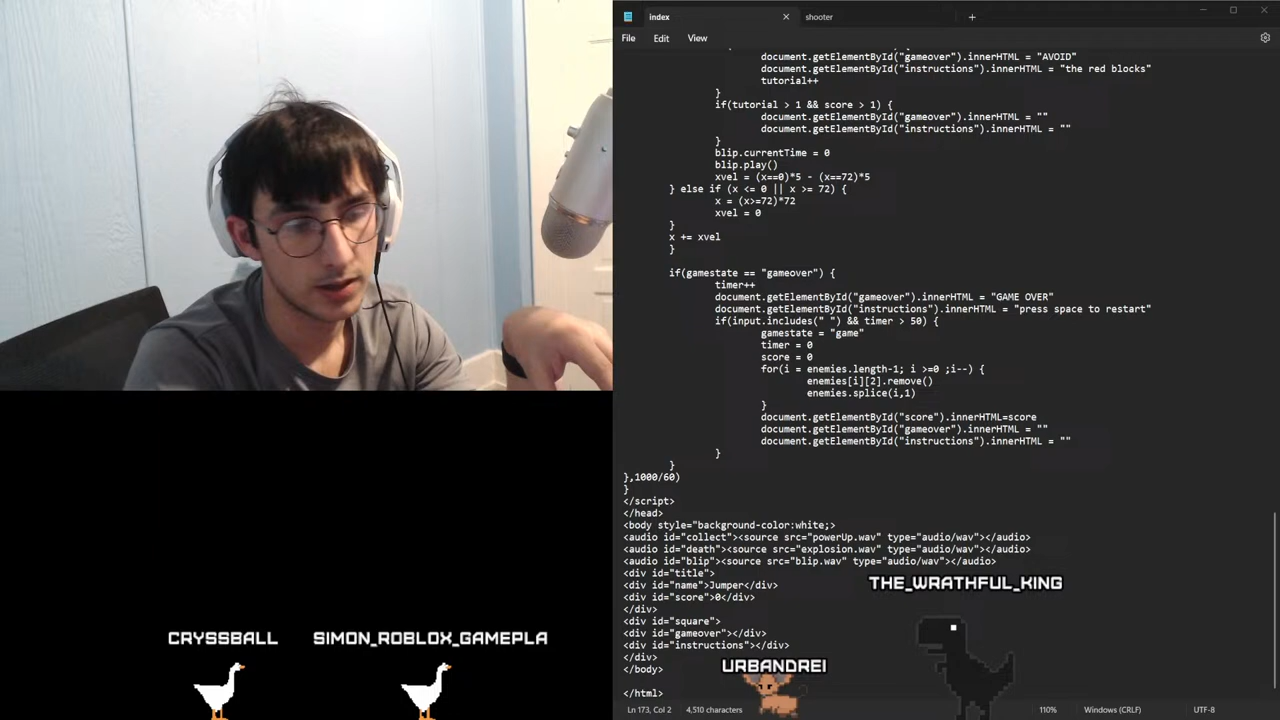 index
shooter
File
Edit
View
document.getElementById("gameover").innerHTML = "AVOID"
document.getElementById("instructions").innerHTML = "the red blocks"
tutorial++
}
if(tutorial > 1 && score > 1) {
document.getElementById("gameover").innerHTML = ""
document.getElementById("instructions").innerHTML = ""
}
blip.currentTime = 0
blip.play()
xvel = (x==0)*5 - (x==72)*5
} else if (x <= 0 || x >= 72) {
x = (x>=72)*72
xvel = 0
}
x += xvel
}
if(gamestate == "gameover") {
timer++
document.getElementById("gameover").innerHTML = "GAME OVER"
document.getElementById("instructions").innerHTML = "press space to restart"
if(input.includes(" ") && timer > 50) {
gamestate = "game"
timer = 0
score = 0
for(i = enemies.length-1; i >=0 ;i--) {
enemies[i][2].remove()
enemies.splice(i,1)
}
document.getElementById("score").innerHTML=score
document.getElementById("gameover").innerHTML = ""
document.getElementById("instructions").innerHTML = ""
}
}
},1000/60)
}
</script>
</head>
<body style="background-color:white;>
<audio id="collect"><source src="powerUp.wav" type="audio/wav"></audio>
<audio id="death"><source src="explosion.wav" type="audio/wav"></audio>
<audio id="blip"><source src="blip.wav" type="audio/wav"></audio>
<div id="title">
<div id="name">Jumper</div>
<div id="score">0</div>
</div>
<div id="square">
<div id="gameover"></div>
<div id="instructions"></div>
</div>
</body>
</html>
THE_WRATHFUL_KING
CRYSSBALL
SIMON_ROBLOX_GAMEPLA
URBANDREI
Ln 173, Col 2
4,510 characters
110%
Windows (CRLF)
UTF-8